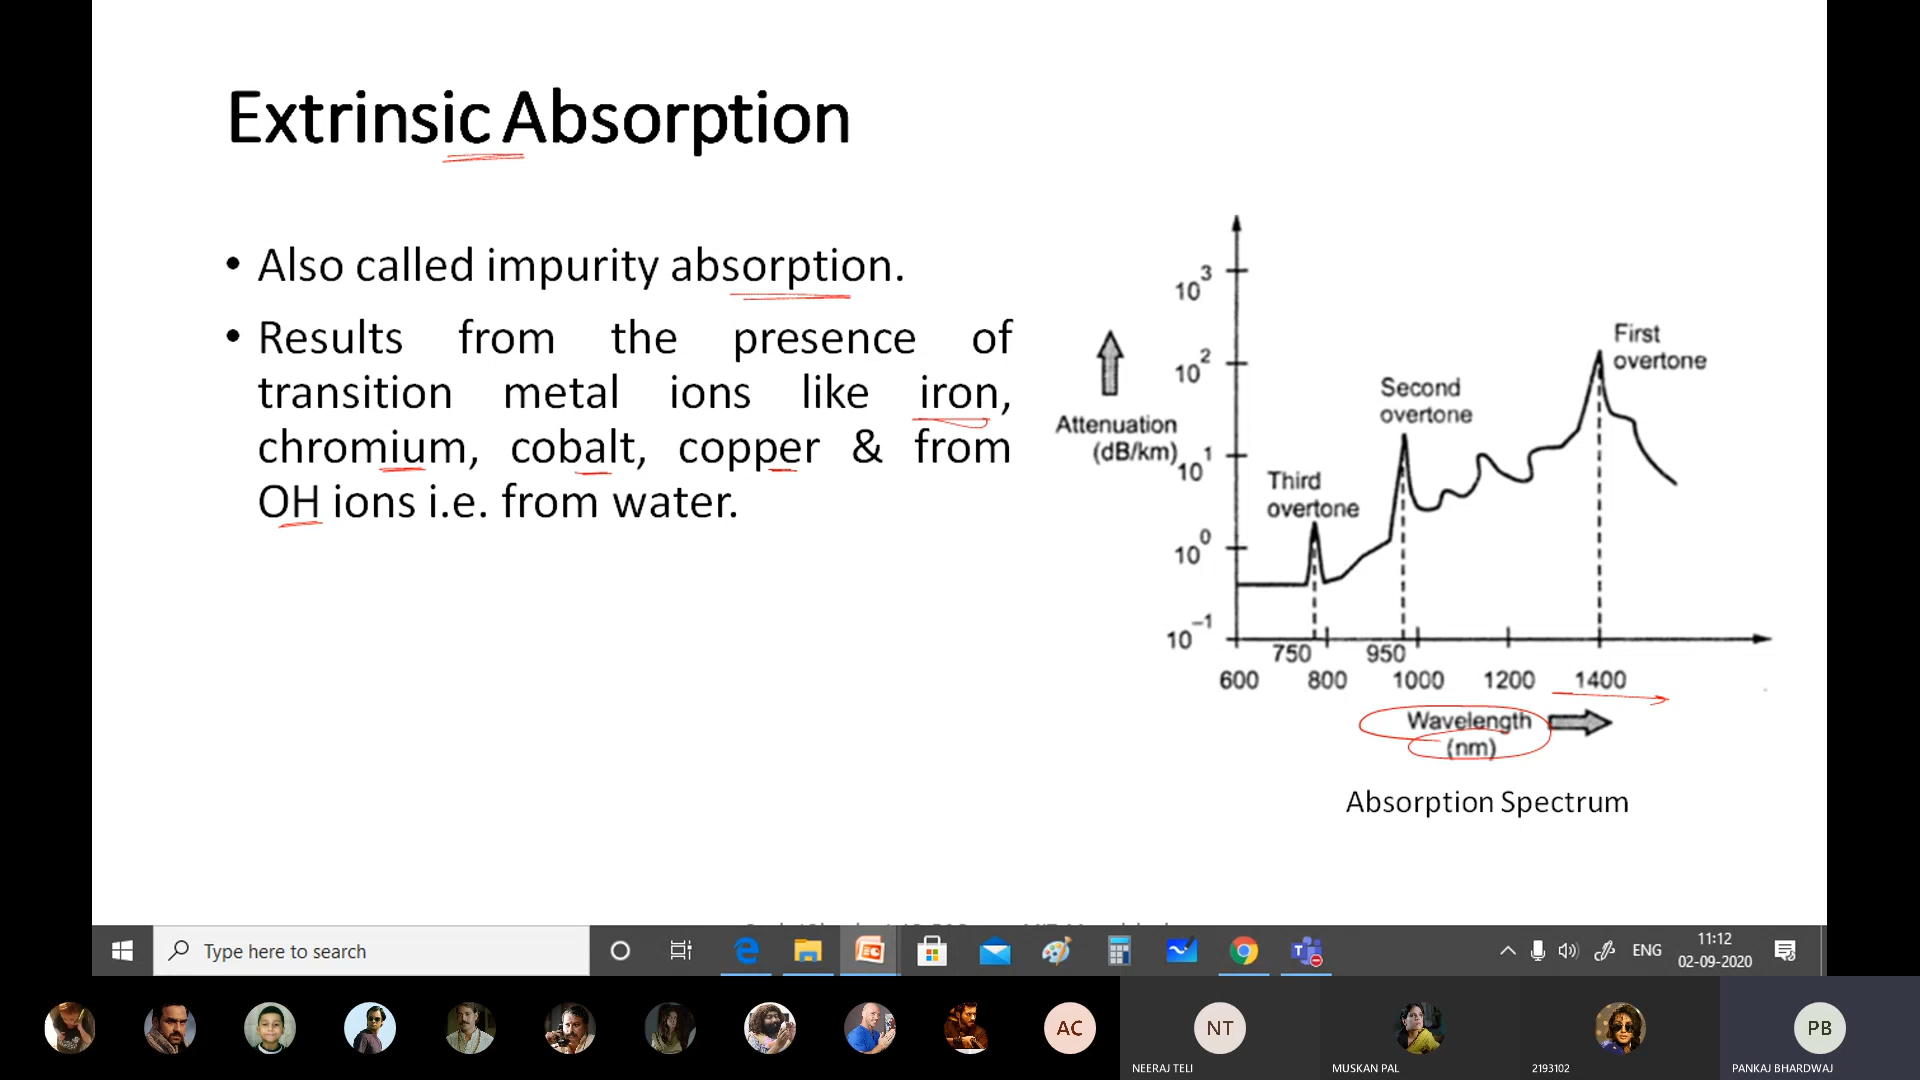 Extrinsic Absorption
• Also called impurity absorption.
• Results from the presence of
transition metal ions like iron,
chromium, cobalt, copper & from
OH ions i.e. from water.
10³
10²
10¹
10⁰
10⁻¹
Attenuation
(dB/km)
First
overtone
Second
overtone
Third
overtone
750 950
600 800 1000 1200 1400
Wavelength
(nm)
Absorption Spectrum
Type here to search
ENG
11:12
02-09-2020
AC
NT
NEERAJ TELI
MUSKAN PAL
2193102
PB
PANKAJ BHARDWAJ